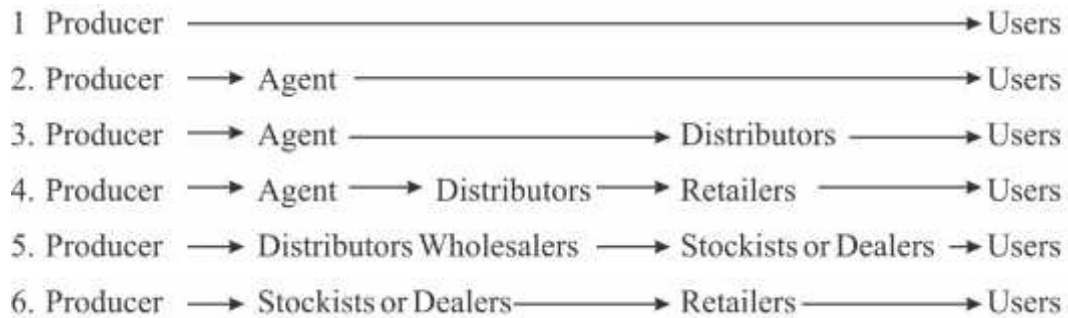 1 Producer Users
2. Producer Agent Users
3. Producer Agent Distributors Users
4. Producer Agent Distributors Retailers Users
5. Producer Distributors Wholesalers Stockists or Dealers Users
6. Producer Stockists or Dealers Retailers Users